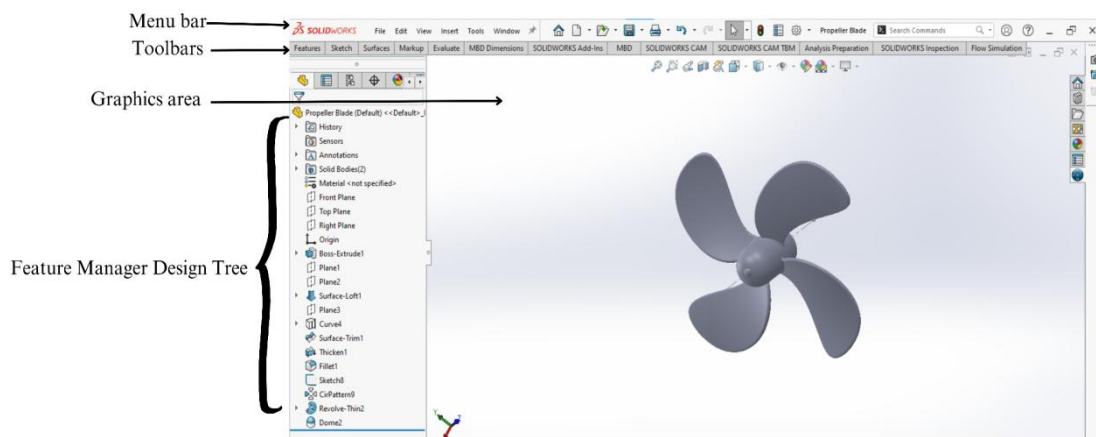 Menu bar
SOLIDWORKS File Edit View Insert Tools Window Propeller Blade Search Commands
Toolbars
Features Sketch Surfaces Markup Evaluate MBD Dimensions SOLIDWORKS Add-Ins MBD SOLIDWORKS CAM SOLIDWORKS CAM TBM Analysis Preparation SOLIDWORKS Inspection Flow Simulation
Graphics area
Propeller Blade (Default) <<Default>_
History
Sensors
Annotations
Solid Bodies(2)
Material <not specified>
Front Plane
Top Plane
Right Plane
Origin
Boss-Extrude1
Plane1
Feature Manager Design Tree
Plane2
Surface-Loft1
Plane3
Curve4
Surface-Trim1
Thicken1
Fillet1
Sketch8
CirPattern9
Revolve-Thin2
Dome2